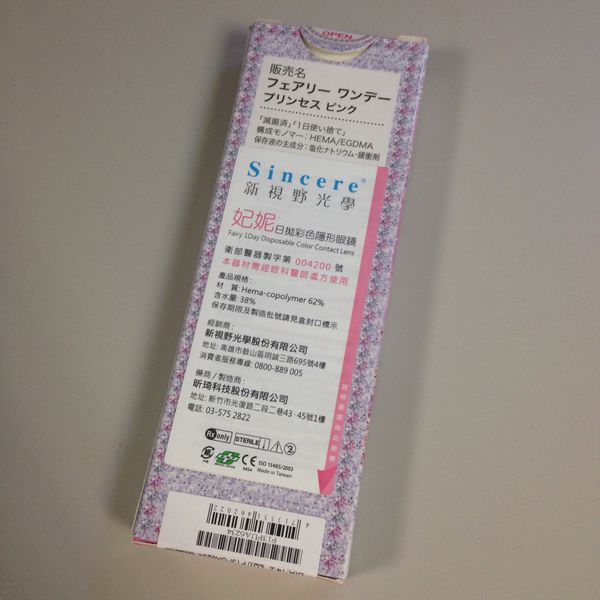 OPEN
販売名
フェアリー ワンデー
プリンセス ピンク
「滅菌済」「1日使い捨て」
構成モノマー：HEMA/EGDMA
保存液の主成分：塩化ナトリウム・緩衝剤
Sincere®
新視野光學
妃妮日拋彩色隱形眼鏡
Fairy 1Day Disposable Color Contact Lens
衛部醫器製字第 004200 號
本器材需經眼科醫師處方使用
產品規格：
材 質：Hema-copolymer 62%
含水量：38%
保存期限及製造批號請見盒封口標示
經銷商：
新視野光學股份有限公司
地址：高雄市鼓山區明誠三路695號4樓
消費者服務專線：0800-889 005
藥商／製造商：
昕琦科技股份有限公司
地址：新竹市光復路二段二巷43、45號1樓
電話：03-575 2822
Rx only STERILE
CE ISO 13485/2003
Made in Taiwan